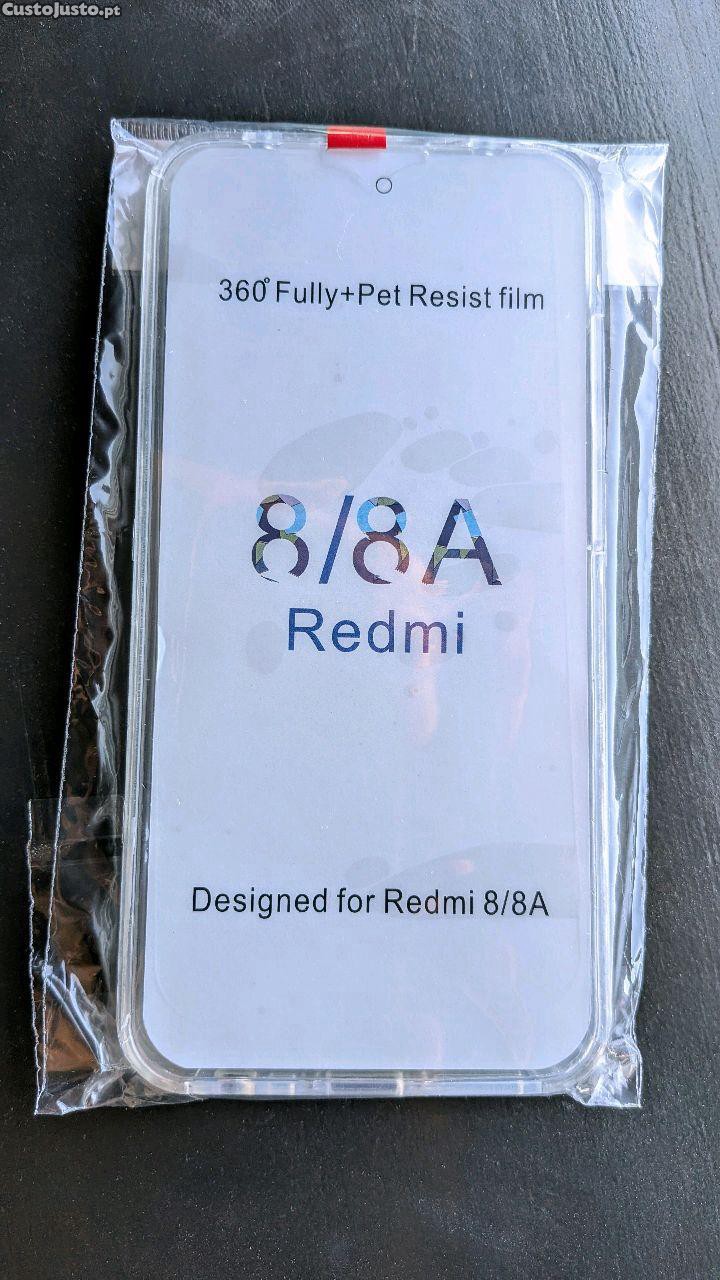 CustoJusto.pt
360° Fully+Pet Resist film
8/8A
Redmi
Designed for Redmi 8/8A